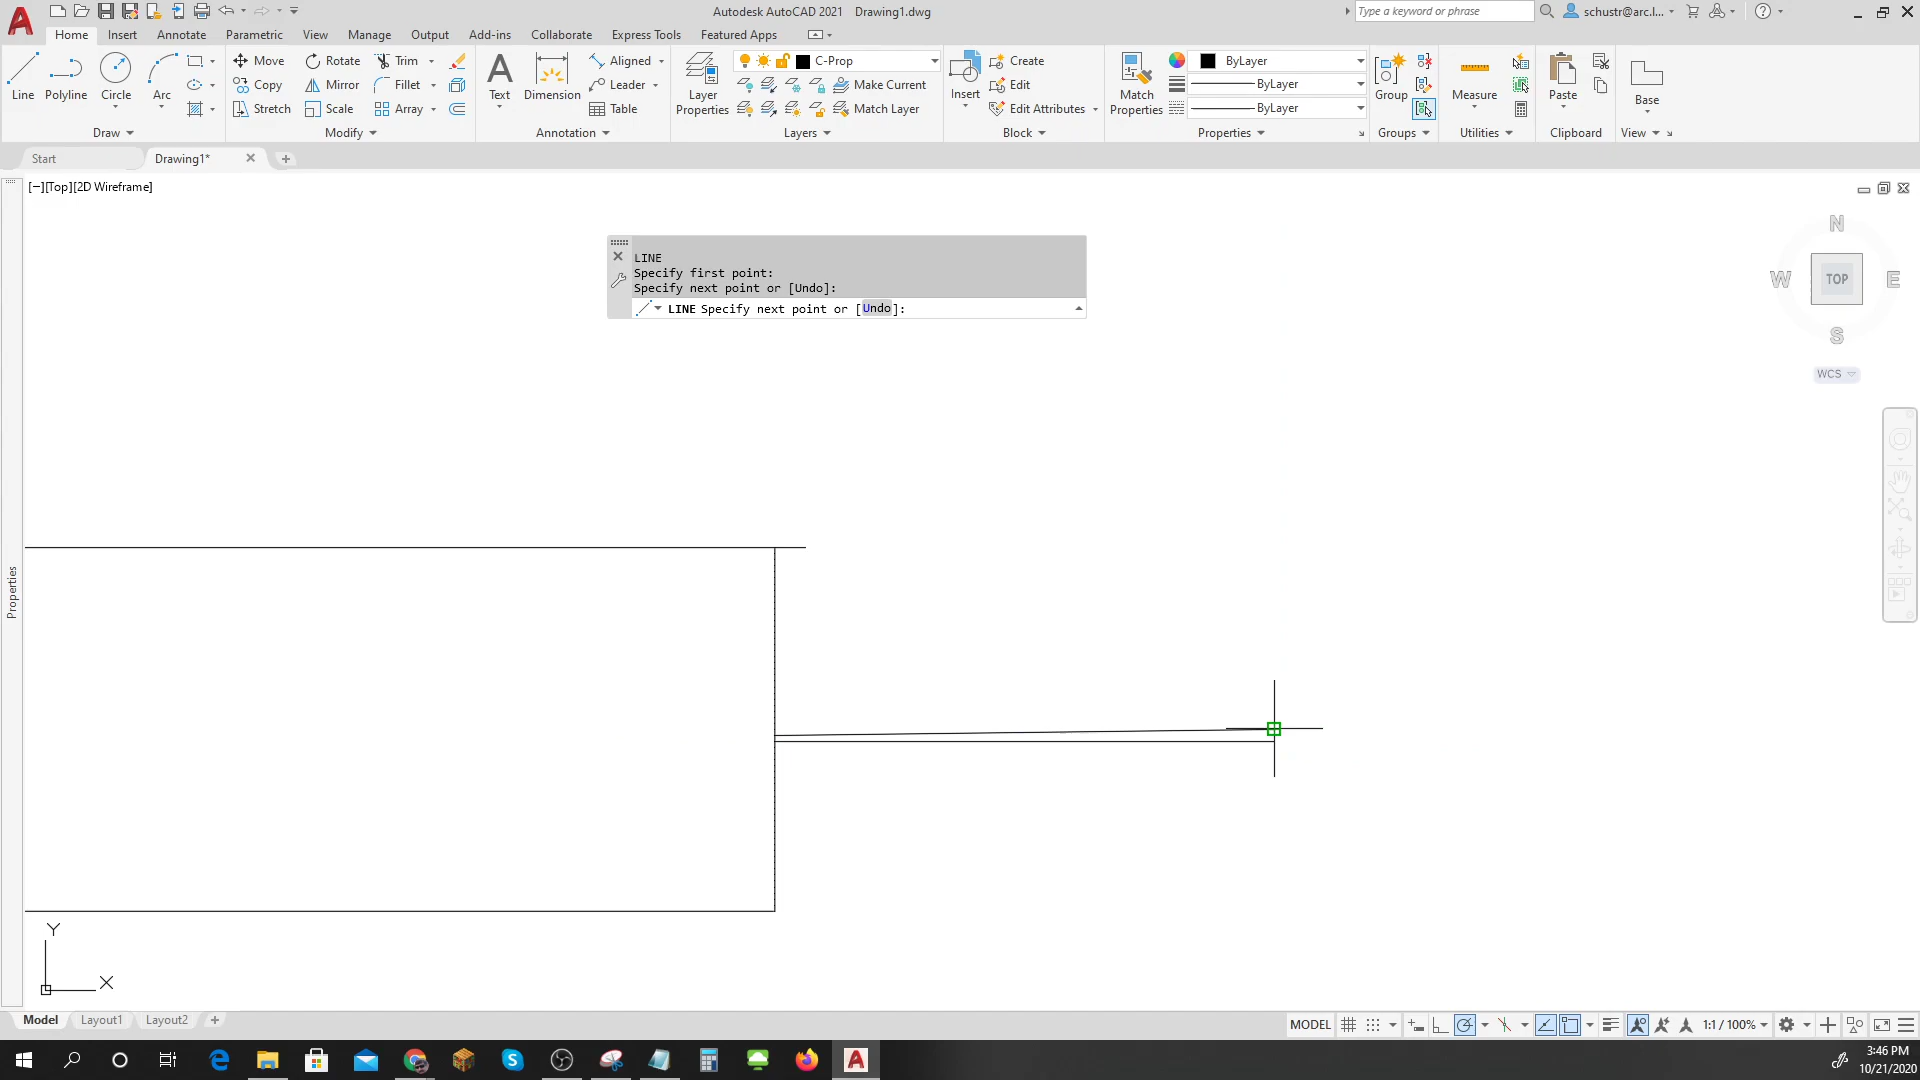 Autodesk AutoCAD 2021 Drawing1.dwg
Type a keyword or phrase
schustr@arc.l...
Home Insert Annotate Parametric View Manage Output Add-ins Collaborate Express Tools Featured Apps
Line Polyline Circle Arc
Move Rotate Trim
Copy Mirror Fillet
Stretch Scale Array
Text Dimension
Aligned
Leader
Table
Layer Properties
C-Prop
Make Current
Match Layer
Insert
Create
Edit
Edit Attributes
Match Properties
ByLayer
ByLayer
ByLayer
Group
Measure
Paste
Base
Draw Modify Annotation Layers Block Properties Groups Utilities Clipboard View
Start Drawing1*
[−][Top][2D Wireframe]
LINE
Specify first point:
Specify next point or [Undo]:
LINE Specify next point or [Undo]:
N
W TOP E
S
WCS
Properties
Y
X
Model Layout1 Layout2
MODEL 1:1 / 100%
3:46 PM
10/21/2020